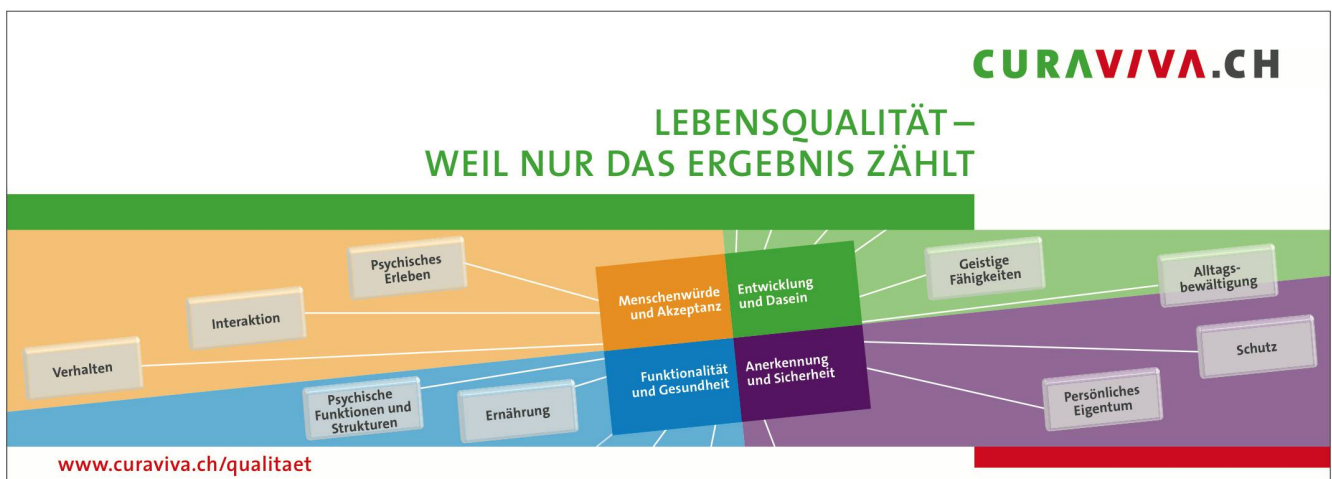 CURAVIVA.CH
LEBENSQUALITÄT –
WEIL NUR DAS ERGEBNIS ZÄHLT
Psychisches
Erleben
Interaktion
Verhalten
Menschenwürde
und Akzeptanz
Entwicklung
und Dasein
Geistige
Fähigkeiten
Alltags-
bewältigung
Psychische
Funktionen und
Strukturen
Ernährung
Funktionalität
und Gesundheit
Anerkennung
und Sicherheit
Schutz
Persönliches
Eigentum
www.curaviva.ch/qualitaet